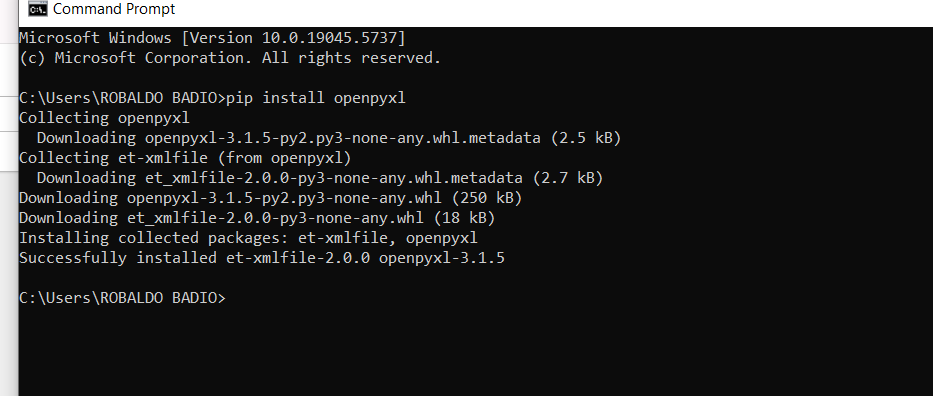 Command Prompt
Microsoft Windows [Version 10.0.19045.5737]
(c) Microsoft Corporation. All rights reserved.
C:\Users\ROBALDO BADIO>pip install openpyxl
Collecting openpyxl
  Downloading openpyxl-3.1.5-py2.py3-none-any.whl.metadata (2.5 kB)
Collecting et-xmlfile (from openpyxl)
  Downloading et_xmlfile-2.0.0-py3-none-any.whl.metadata (2.7 kB)
Downloading openpyxl-3.1.5-py2.py3-none-any.whl (250 kB)
Downloading et_xmlfile-2.0.0-py3-none-any.whl (18 kB)
Installing collected packages: et-xmlfile, openpyxl
Successfully installed et-xmlfile-2.0.0 openpyxl-3.1.5
C:\Users\ROBALDO BADIO>